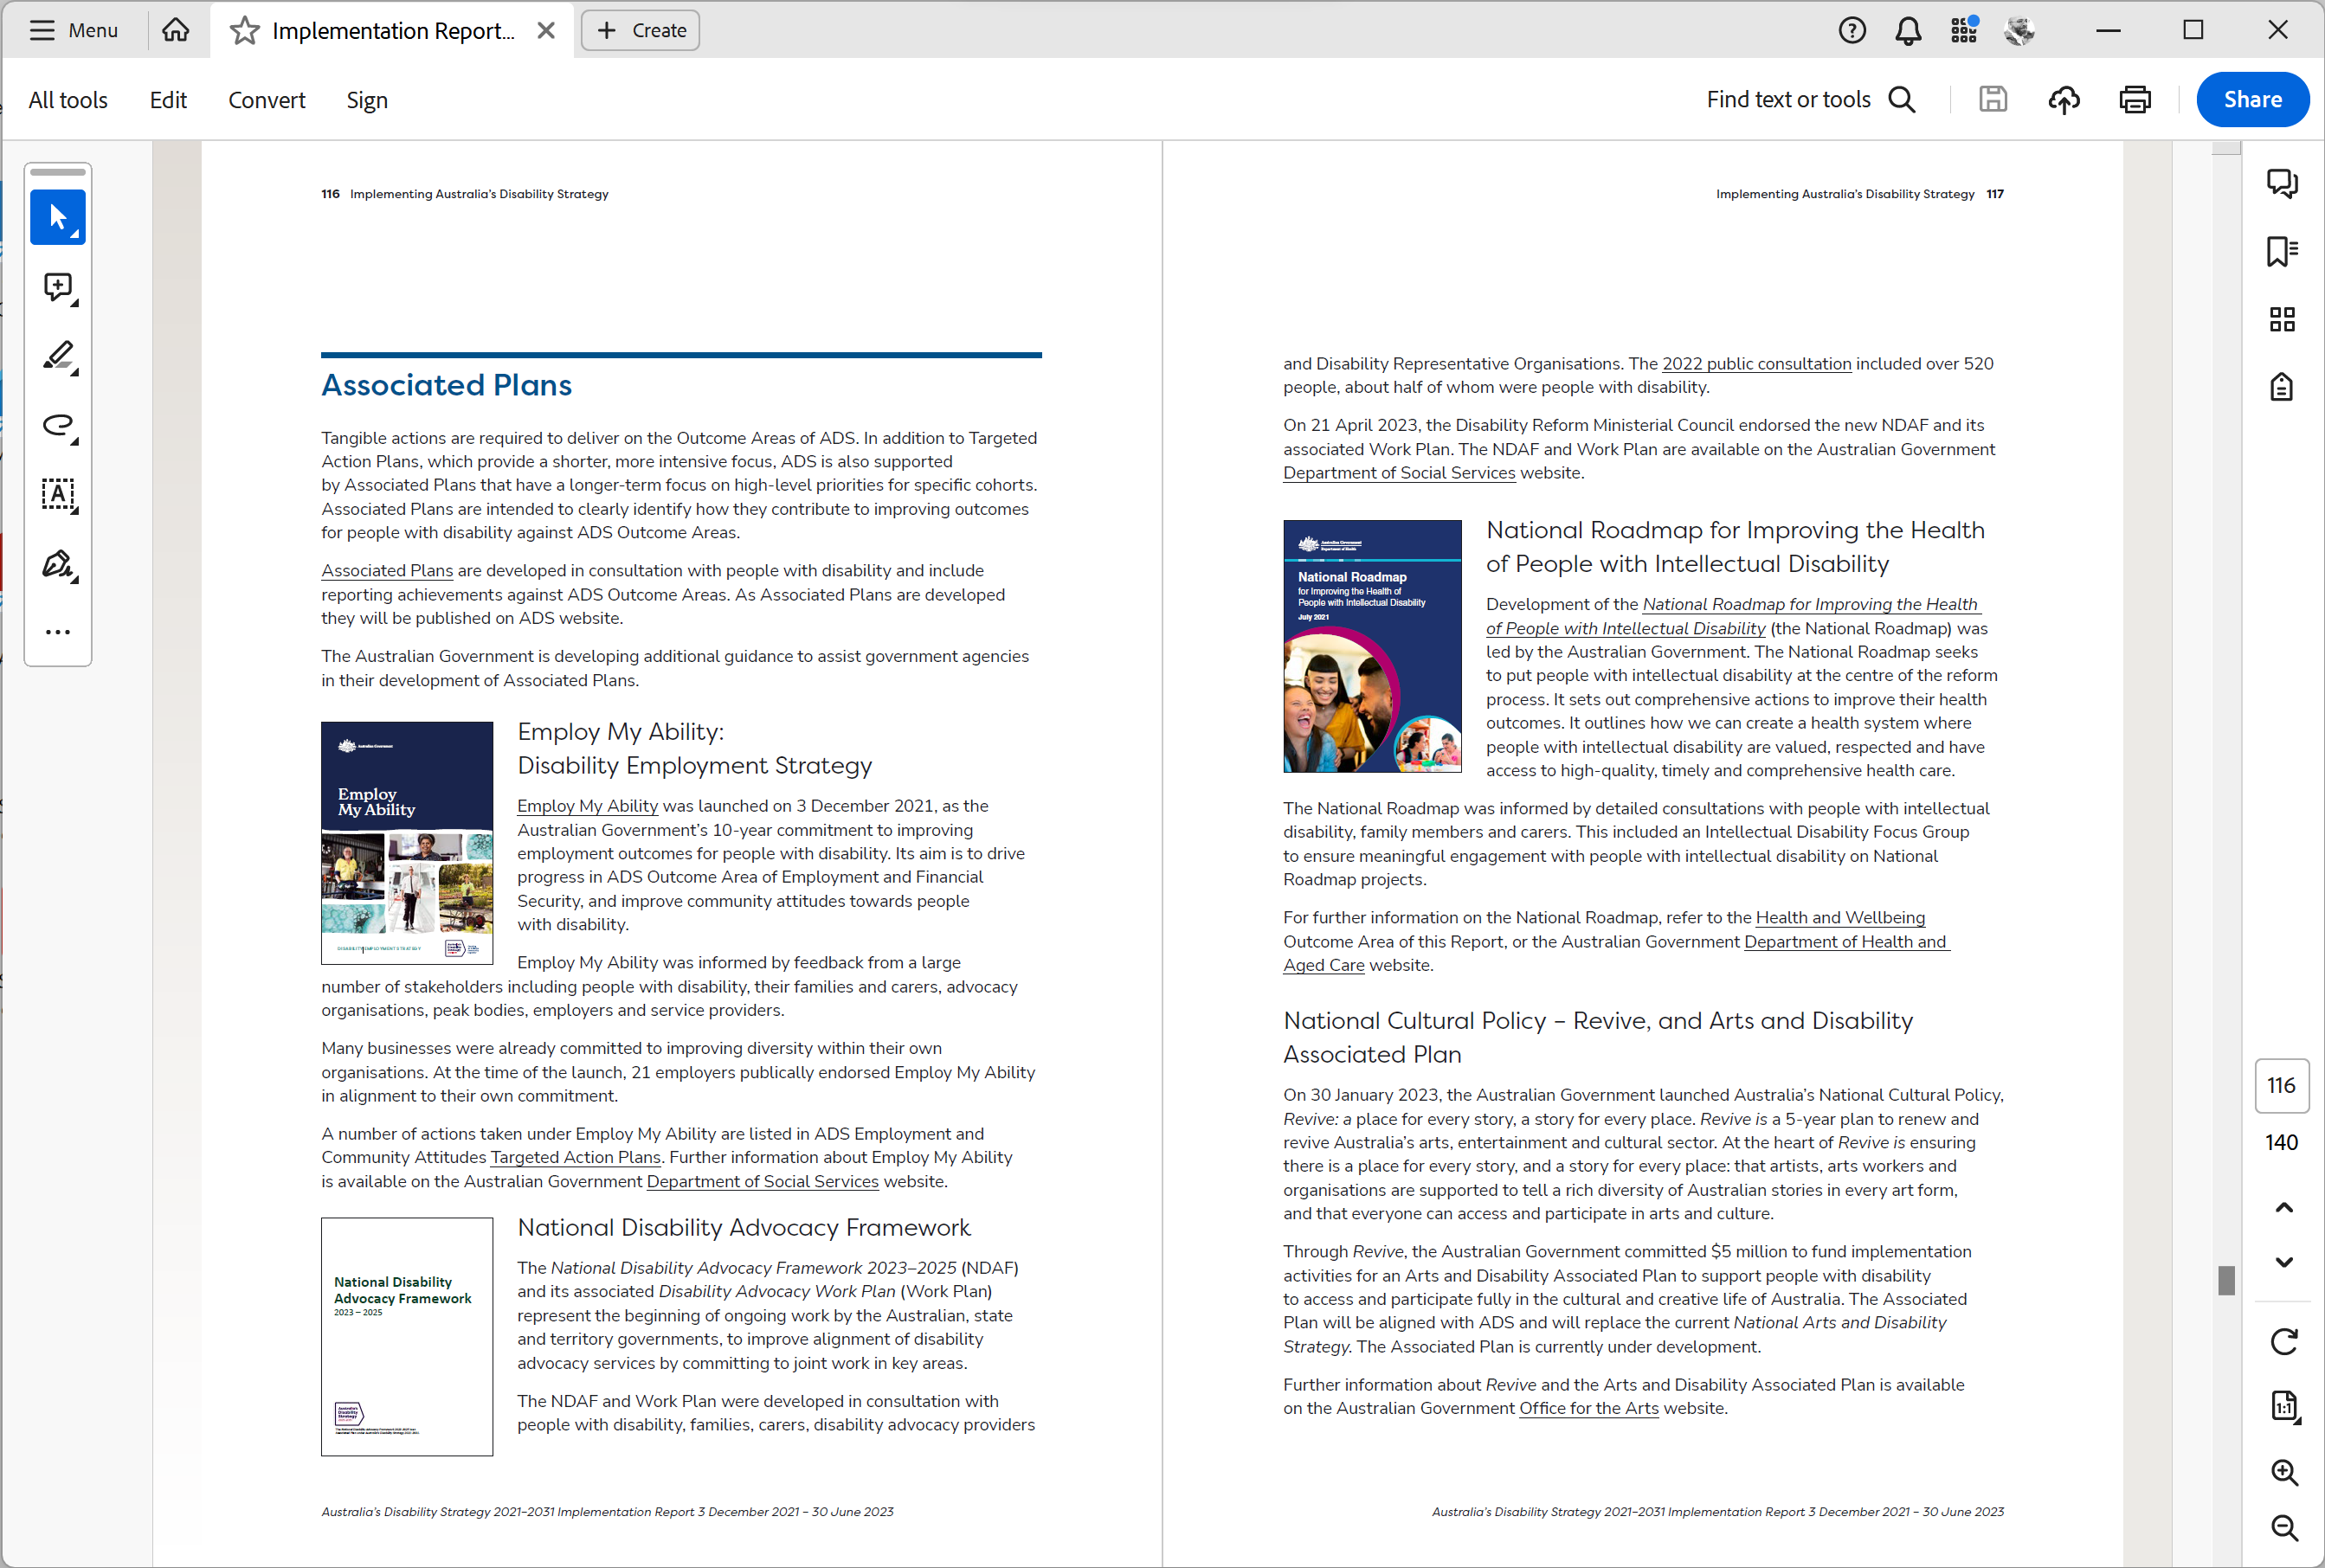 Menu
Implementation Report...
Create
All tools
Edit
Convert
Sign
Find text or tools
Share
116 Implementing Australia's Disability Strategy
Associated Plans
Tangible actions are required to deliver on the Outcome Areas of ADS. In addition to Targeted
Action Plans, which provide a shorter, more intensive focus, ADS is also supported
by Associated Plans that have a longer-term focus on high-level priorities for specific cohorts.
Associated Plans are intended to clearly identify how they contribute to improving outcomes
for people with disability against ADS Outcome Areas.
Associated Plans are developed in consultation with people with disability and include
reporting achievements against ADS Outcome Areas. As Associated Plans are developed
they will be published on ADS website.
The Australian Government is developing additional guidance to assist government agencies
in their development of Associated Plans.
Australian Government
Employ
My Ability
DISABILITY EMPLOYMENT STRATEGY
Employ My Ability:
Disability Employment Strategy
Employ My Ability was launched on 3 December 2021, as the
Australian Government's 10-year commitment to improving
employment outcomes for people with disability. Its aim is to drive
progress in ADS Outcome Area of Employment and Financial
Security, and improve community attitudes towards people
with disability.
Employ My Ability was informed by feedback from a large
number of stakeholders including people with disability, their families and carers, advocacy
organisations, peak bodies, employers and service providers.
Many businesses were already committed to improving diversity within their own
organisations. At the time of the launch, 21 employers publically endorsed Employ My Ability
in alignment to their own commitment.
A number of actions taken under Employ My Ability are listed in ADS Employment and
Community Attitudes Targeted Action Plans. Further information about Employ My Ability
is available on the Australian Government Department of Social Services website.
National Disability
Advocacy Framework
2023 – 2025
Australia's
Disability
Strategy
National Disability Advocacy Framework
The National Disability Advocacy Framework 2023–2025 (NDAF)
and its associated Disability Advocacy Work Plan (Work Plan)
represent the beginning of ongoing work by the Australian, state
and territory governments, to improve alignment of disability
advocacy services by committing to joint work in key areas.
The NDAF and Work Plan were developed in consultation with
people with disability, families, carers, disability advocacy providers
Australia's Disability Strategy 2021–2031 Implementation Report 3 December 2021 – 30 June 2023
Implementing Australia's Disability Strategy 117
and Disability Representative Organisations. The 2022 public consultation included over 520
people, about half of whom were people with disability.
On 21 April 2023, the Disability Reform Ministerial Council endorsed the new NDAF and its
associated Work Plan. The NDAF and Work Plan are available on the Australian Government
Department of Social Services website.
Australian Government
Department of Health
National Roadmap
for Improving the Health of
People with Intellectual Disability
July 2021
National Roadmap for Improving the Health
of People with Intellectual Disability
Development of the National Roadmap for Improving the Health
of People with Intellectual Disability (the National Roadmap) was
led by the Australian Government. The National Roadmap seeks
to put people with intellectual disability at the centre of the reform
process. It sets out comprehensive actions to improve their health
outcomes. It outlines how we can create a health system where
people with intellectual disability are valued, respected and have
access to high-quality, timely and comprehensive health care.
The National Roadmap was informed by detailed consultations with people with intellectual
disability, family members and carers. This included an Intellectual Disability Focus Group
to ensure meaningful engagement with people with intellectual disability on National
Roadmap projects.
For further information on the National Roadmap, refer to the Health and Wellbeing
Outcome Area of this Report, or the Australian Government Department of Health and
Aged Care website.
National Cultural Policy – Revive, and Arts and Disability
Associated Plan
On 30 January 2023, the Australian Government launched Australia's National Cultural Policy,
Revive: a place for every story, a story for every place. Revive is a 5-year plan to renew and
revive Australia's arts, entertainment and cultural sector. At the heart of Revive is ensuring
there is a place for every story, and a story for every place: that artists, arts workers and
organisations are supported to tell a rich diversity of Australian stories in every art form,
and that everyone can access and participate in arts and culture.
Through Revive, the Australian Government committed $5 million to fund implementation
activities for an Arts and Disability Associated Plan to support people with disability
to access and participate fully in the cultural and creative life of Australia. The Associated
Plan will be aligned with ADS and will replace the current National Arts and Disability
Strategy. The Associated Plan is currently under development.
Further information about Revive and the Arts and Disability Associated Plan is available
on the Australian Government Office for the Arts website.
Australia's Disability Strategy 2021–2031 Implementation Report 3 December 2021 – 30 June 2023
116
140
1:1